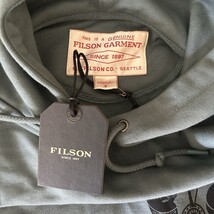 THIS IS A GENUINE
FILSON GARMENT
SINCE 1897
FILSON CO. SEATTLE
FILSON
SINCE 1897